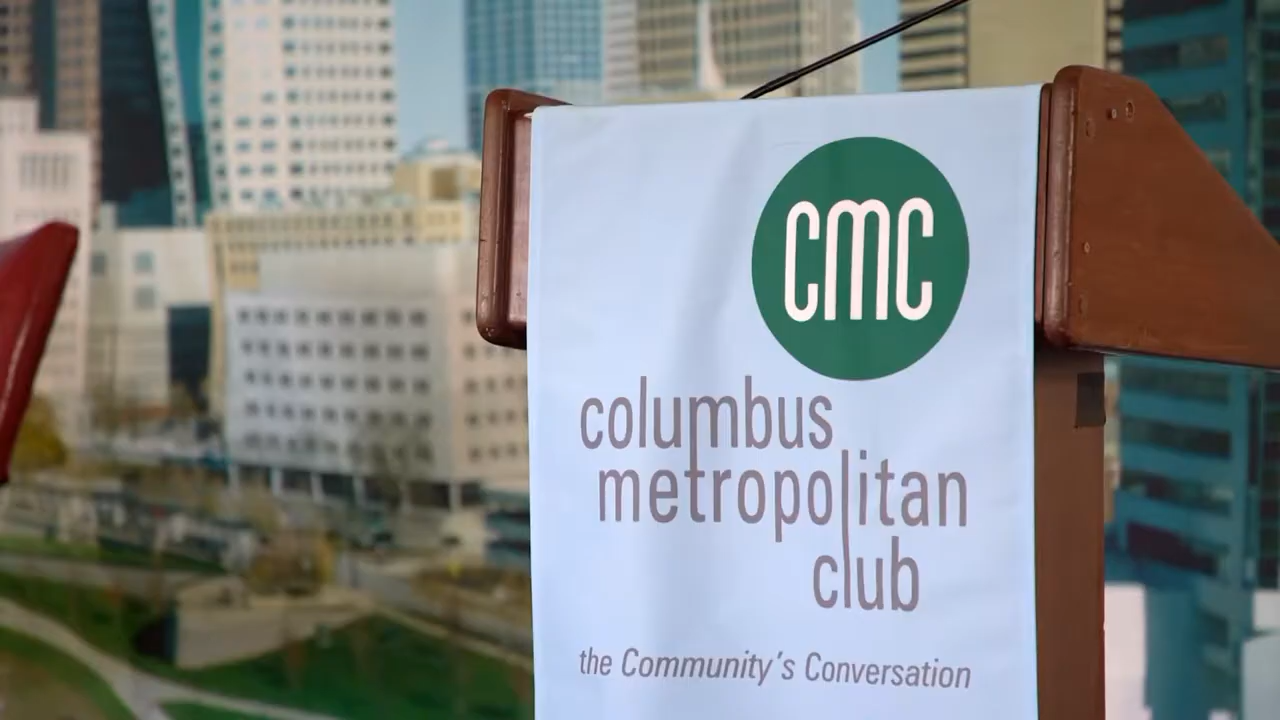 CMC
columbus
metropolitan
club
the Community's Conversation